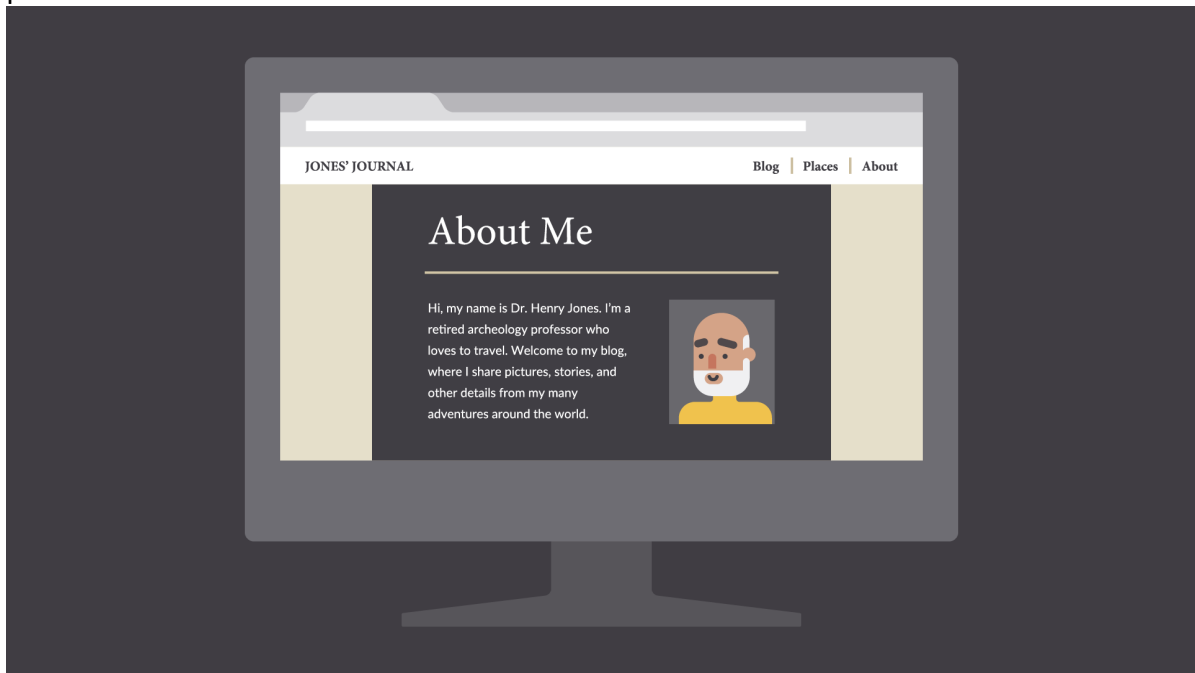 JONES' JOURNAL
Blog | Places | About
About Me
Hi, my name is Dr. Henry Jones. I'm a
retired archeology professor who
loves to travel. Welcome to my blog,
where I share pictures, stories, and
other details from my many
adventures around the world.